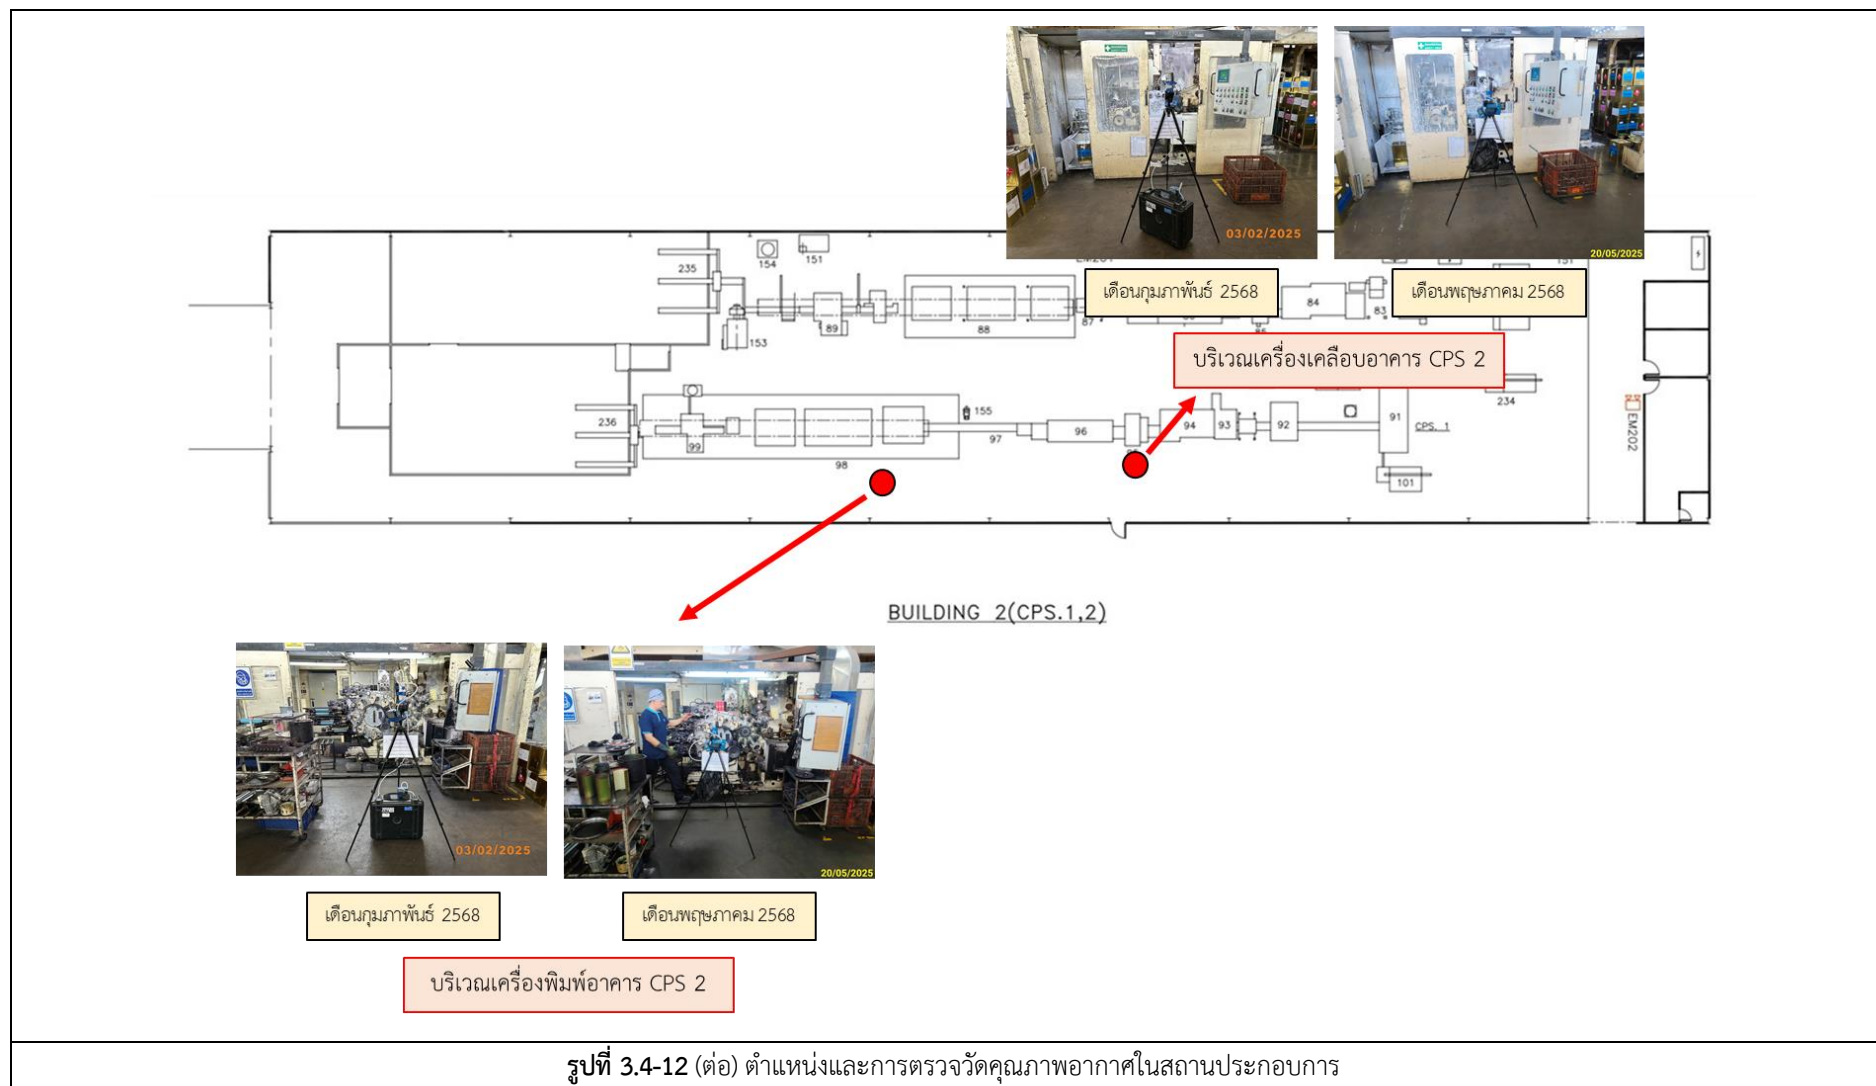 03/02/2025
20/05/2025
เดือนกุมภาพันธ์ 2568
เดือนพฤษภาคม 2568
บริเวณเครื่องเคลือบอาคาร CPS 2
235
154
151
153
89
88
87
84
83
234
236
99
98
155
97
96
94
93
92
91
CPS. 1
101
EM202
BUILDING 2(CPS.1,2)
03/02/2025
20/05/2025
เดือนกุมภาพันธ์ 2568
เดือนพฤษภาคม 2568
บริเวณเครื่องพิมพ์อาคาร CPS 2
รูปที่ 3.4-12 (ต่อ) ตำแหน่งและการตรวจวัดคุณภาพอากาศในสถานประกอบการ